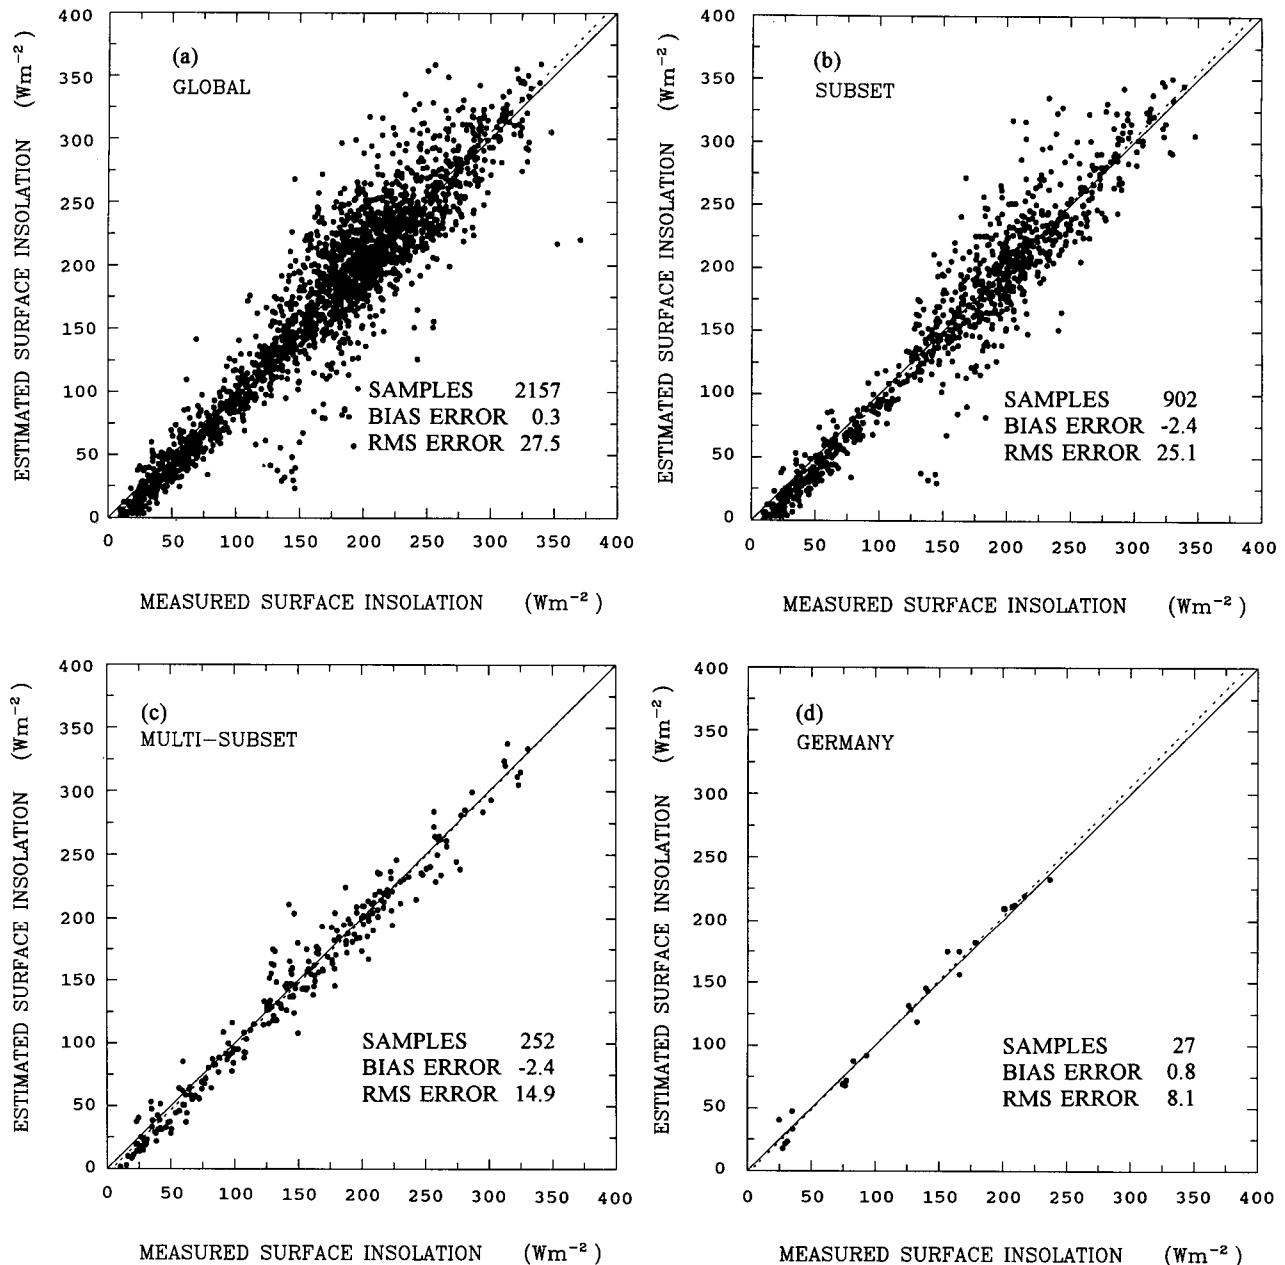 (a)
GLOBAL
ESTIMATED SURFACE INSOLATION (Wm⁻²)
400
350
300
250
200
150
100
50
0
SAMPLES 2157
BIAS ERROR 0.3
RMS ERROR 27.5
0 50 100 150 200 250 300 350 400
MEASURED SURFACE INSOLATION (Wm⁻²)
(b)
SUBSET
ESTIMATED SURFACE INSOLATION (Wm⁻²)
400
350
300
250
200
150
100
50
0
SAMPLES 902
BIAS ERROR -2.4
RMS ERROR 25.1
0 50 100 150 200 250 300 350 400
MEASURED SURFACE INSOLATION (Wm⁻²)
(c)
MULTI-SUBSET
ESTIMATED SURFACE INSOLATION (Wm⁻²)
400
350
300
250
200
150
100
50
0
SAMPLES 252
BIAS ERROR -2.4
RMS ERROR 14.9
0 50 100 150 200 250 300 350 400
MEASURED SURFACE INSOLATION (Wm⁻²)
(d)
GERMANY
ESTIMATED SURFACE INSOLATION (Wm⁻²)
400
350
300
250
200
150
100
50
0
SAMPLES 27
BIAS ERROR 0.8
RMS ERROR 8.1
0 50 100 150 200 250 300 350 400
MEASURED SURFACE INSOLATION (Wm⁻²)